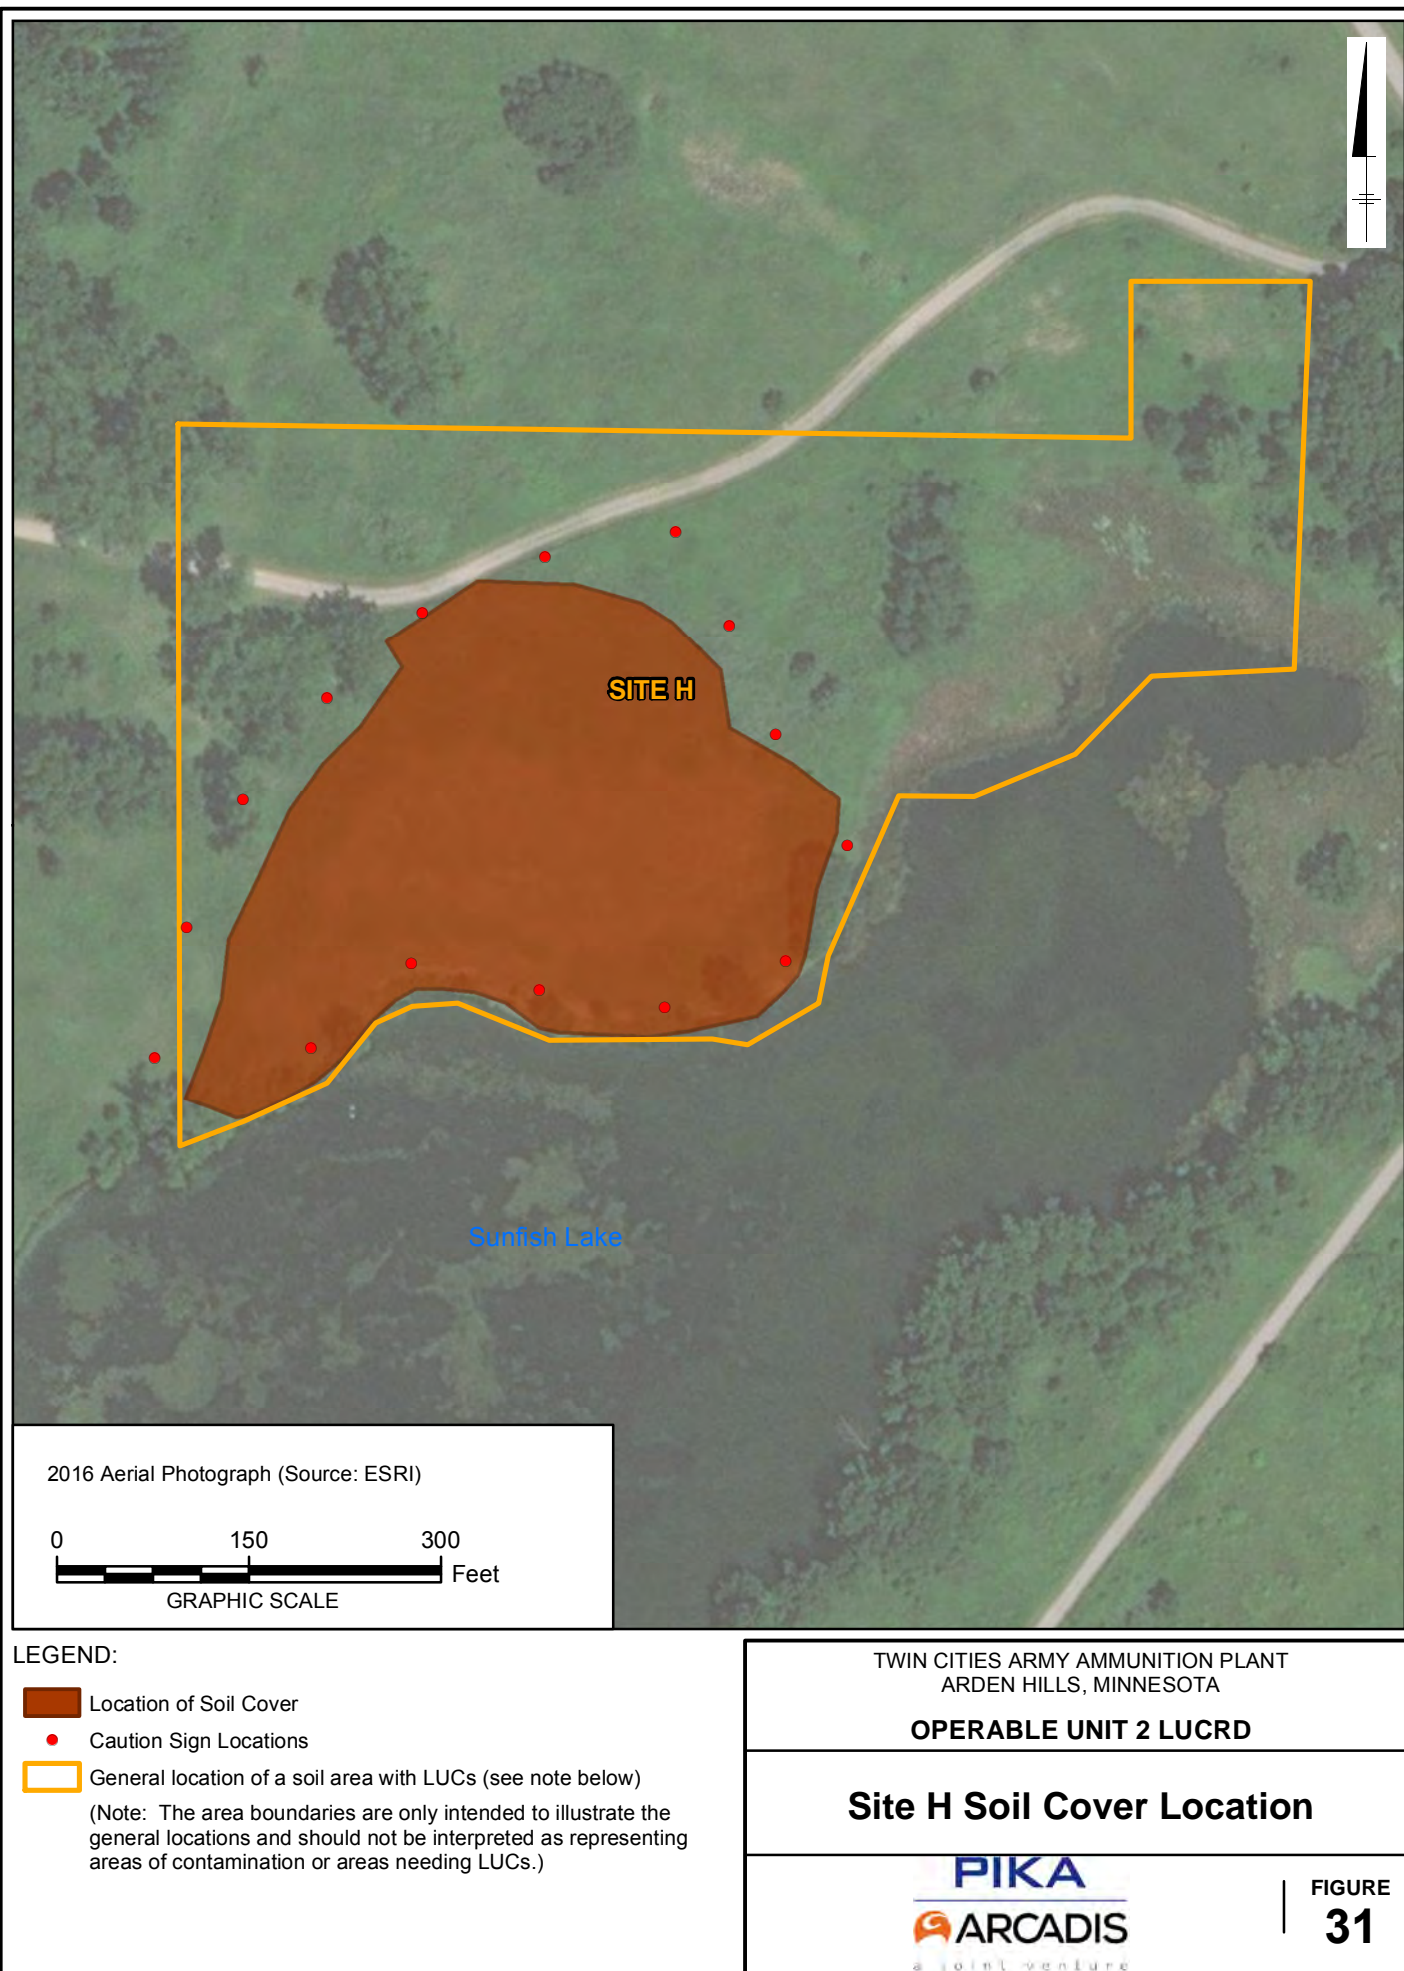 SITE H
Sunfish Lake
2016 Aerial Photograph (Source: ESRI)
0 150 300
Feet
GRAPHIC SCALE
LEGEND:
Location of Soil Cover
Caution Sign Locations
General location of a soil area with LUCs (see note below)
(Note: The area boundaries are only intended to illustrate the
general locations and should not be interpreted as representing
areas of contamination or areas needing LUCs.)
TWIN CITIES ARMY AMMUNITION PLANT
ARDEN HILLS, MINNESOTA
OPERABLE UNIT 2 LUCRD
Site H Soil Cover Location
PIKA
ARCADIS
a joint venture
FIGURE
31